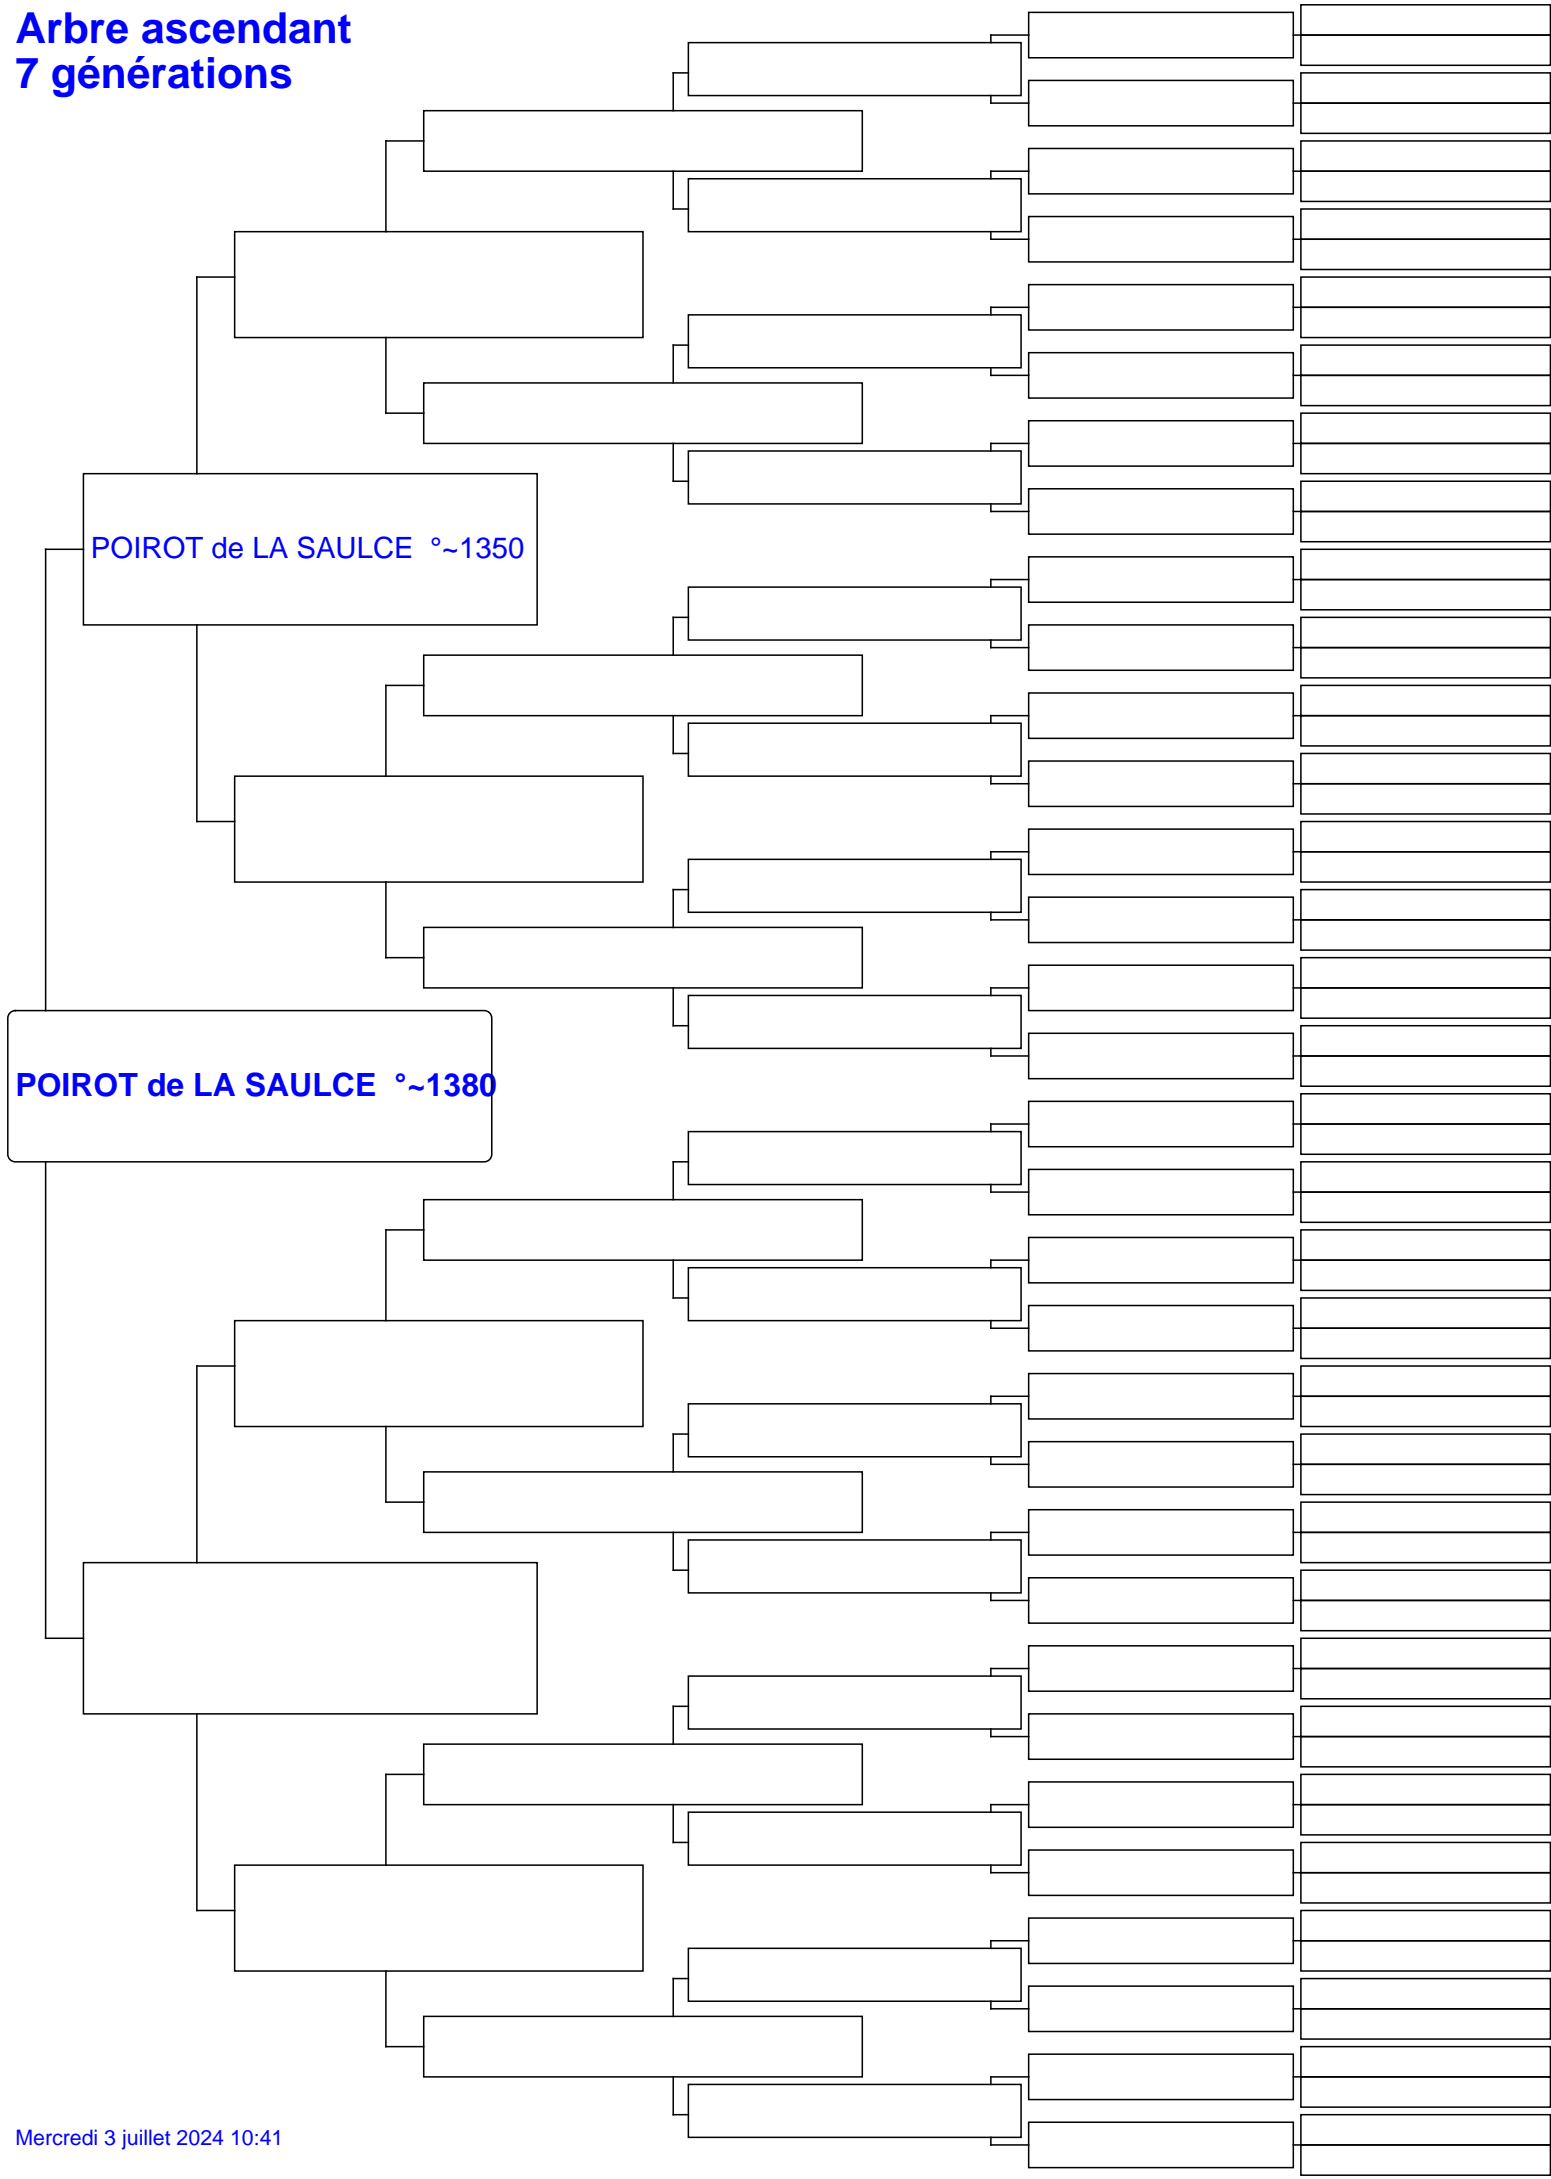 Arbre ascendant
7 générations
POIROT de LA SAULCE °~1350
POIROT de LA SAULCE °~1380
Mercredi 3 juillet 2024 10:41